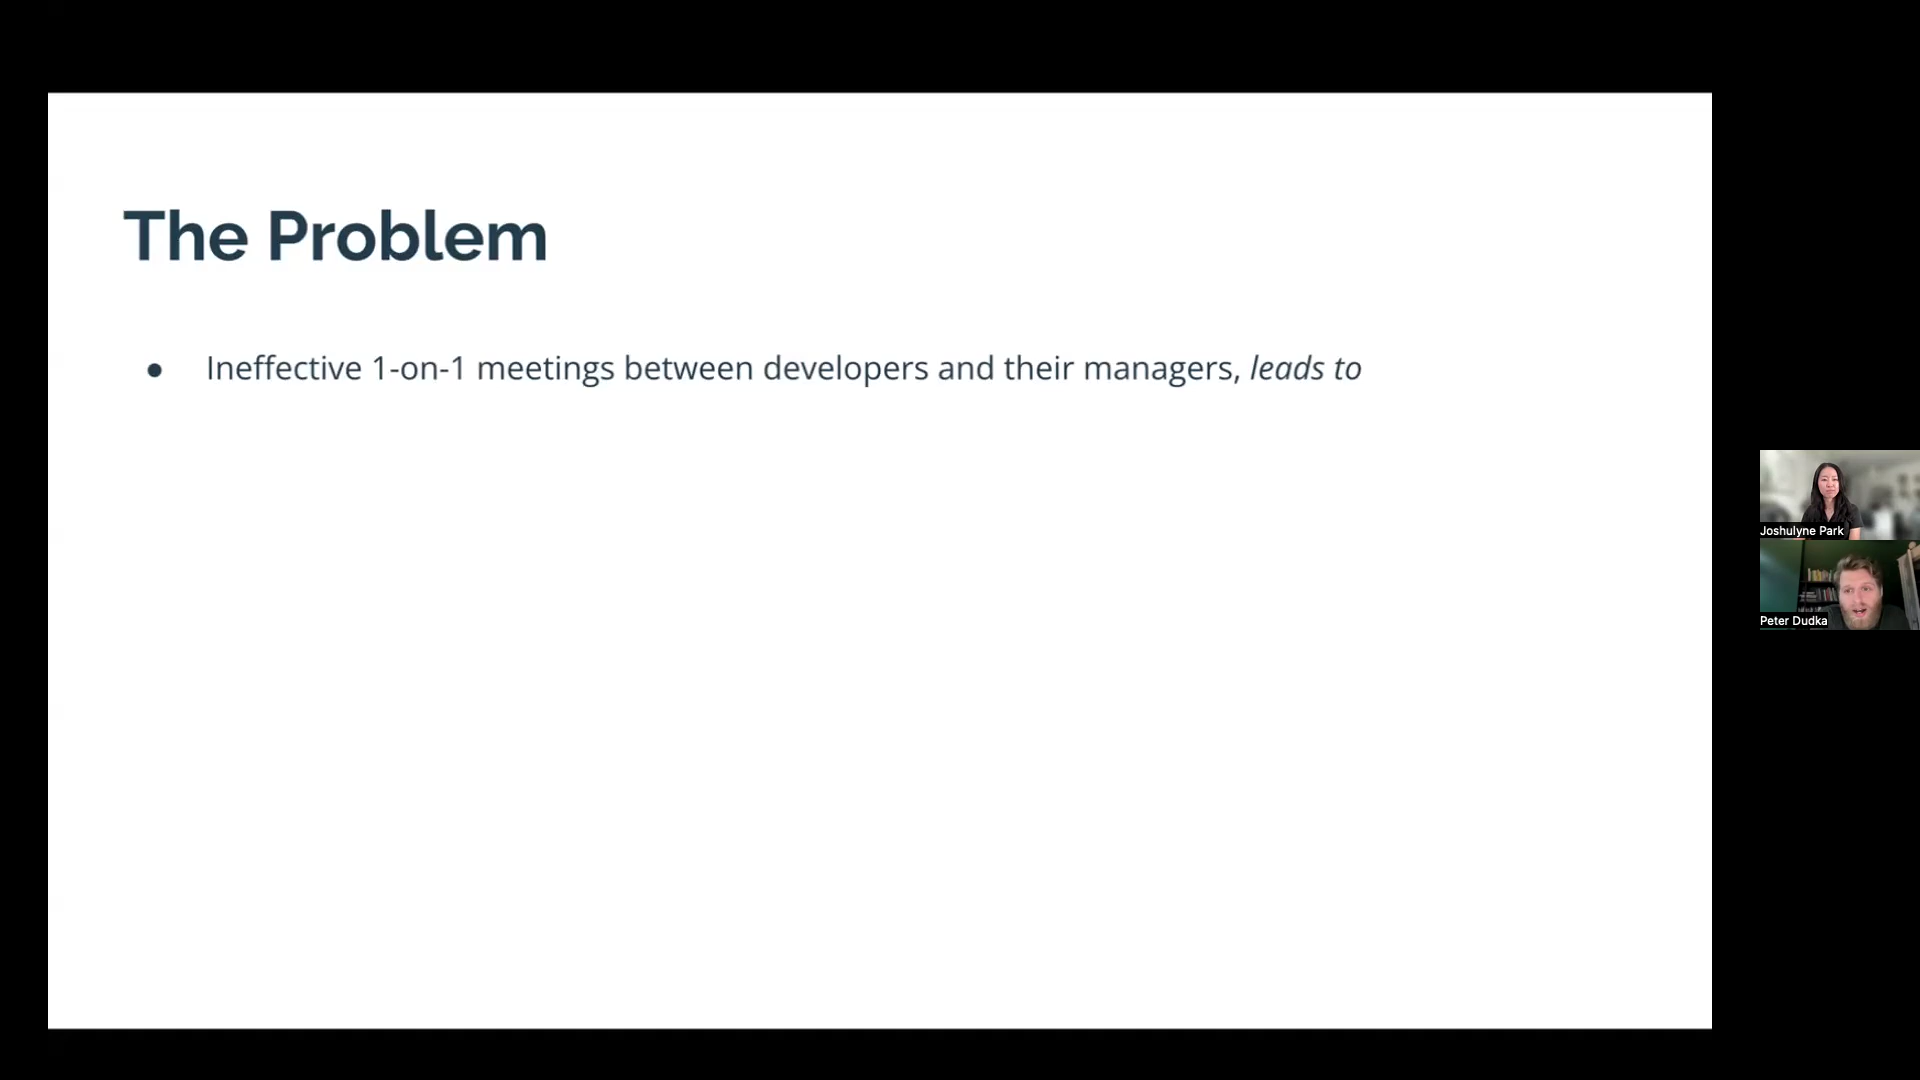 The Problem
● Ineffective 1-on-1 meetings between developers and their managers, leads to
Joshulyne Park
Peter Dudka